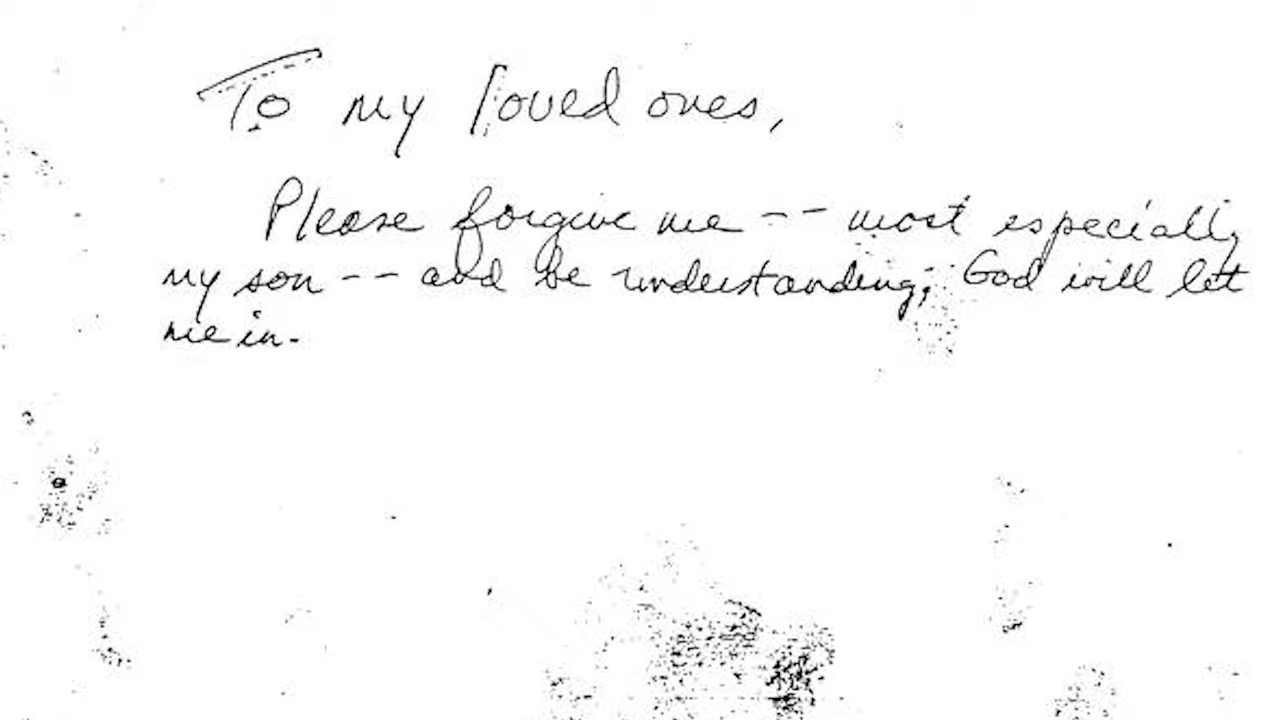 To my loved ones,
Please forgive me -- most especially
my son -- and be understanding; God will let
me in.